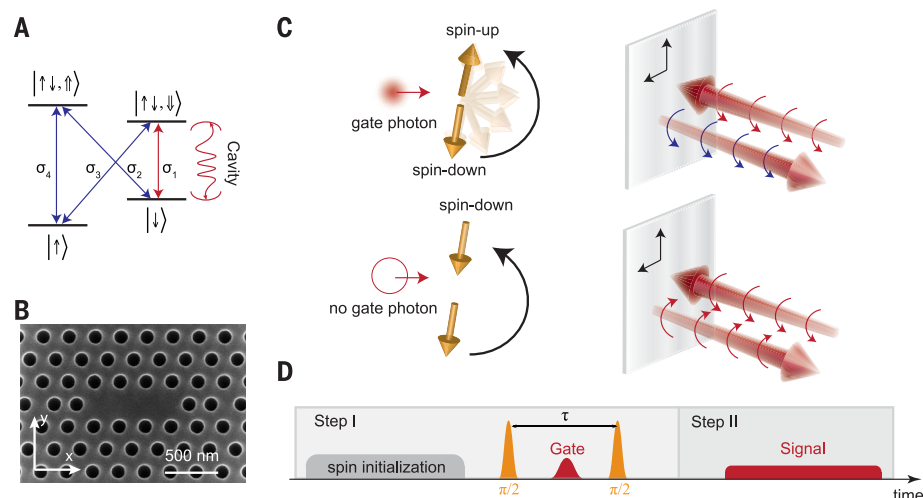 A
|↑↓,⇑⟩
|↑↓,⇓⟩
σ4
σ3
σ2
σ1
Cavity
|↑⟩
|↓⟩
B
y
x
500 nm
C
spin-up
gate photon
spin-down
spin-down
no gate photon
D
Step I
τ
Step II
Gate
Signal
spin initialization
π/2
π/2
time